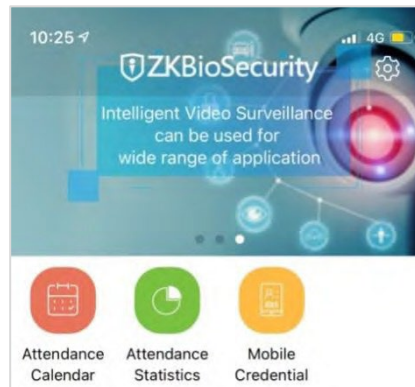 10:25
4G
ZKBioSecurity
Intelligent Video Surveillance
can be used for
wide range of application
Attendance
Calendar
Attendance
Statistics
Mobile
Credential